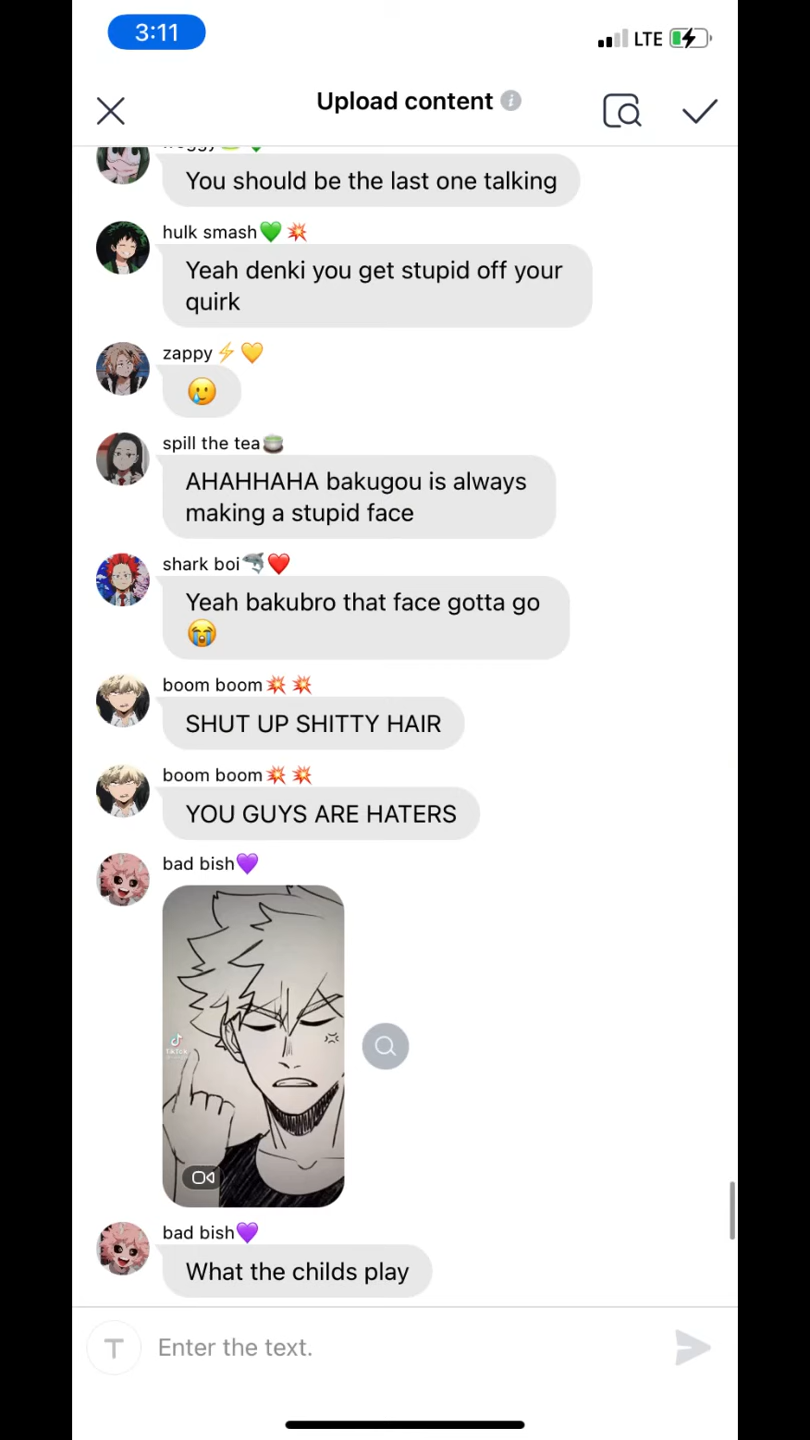 3:11
LTE
Upload content
You should be the last one talking
hulk smash💚💥
Yeah denki you get stupid off your
quirk
zappy⚡💛
🥲
spill the tea🍵
AHAHHAHA bakugou is always
making a stupid face
shark boi🦈❤️
Yeah bakubro that face gotta go
😭
boom boom💥💥
SHUT UP SHITTY HAIR
boom boom💥💥
YOU GUYS ARE HATERS
bad bish💜
TikTok
bad bish💜
What the childs play
T
Enter the text.